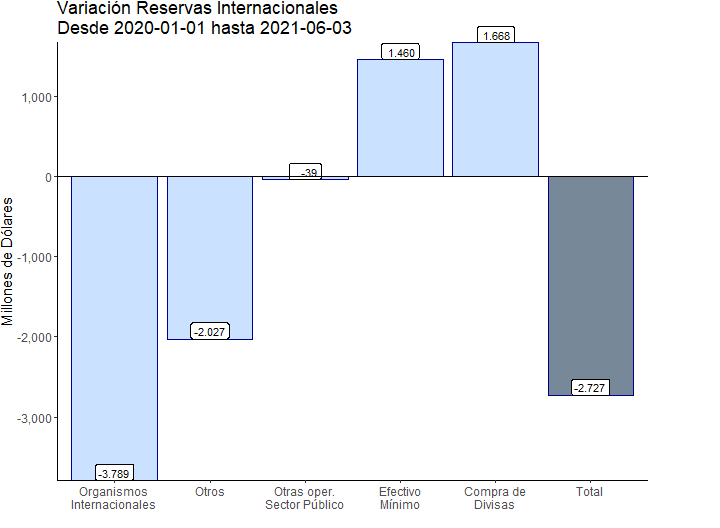 Variación Reservas Internacionales
Desde 2020-01-01 hasta 2021-06-03
Millones de Dólares
1,000
0
-1,000
-2,000
-3,000
-3.789
-2.027
-39
1.460
1.668
-2.727
Organismos
Internacionales
Otros
Otras oper.
Sector Público
Efectivo
Mínimo
Compra de
Divisas
Total